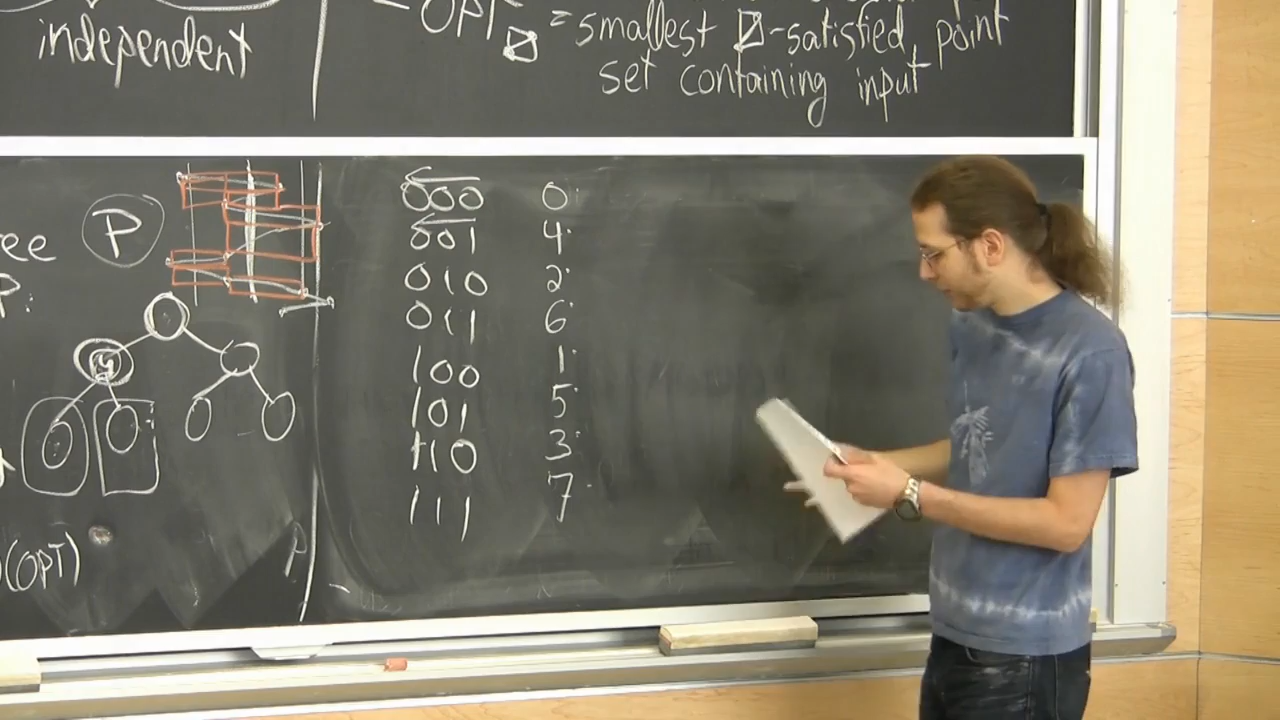 independent
- OPT = smallest -satisfied point
set containing input
ree P
P:
y
(OPT)
000 0
001 4
010 2
011 6
100 1
101 5
110 3
111 7